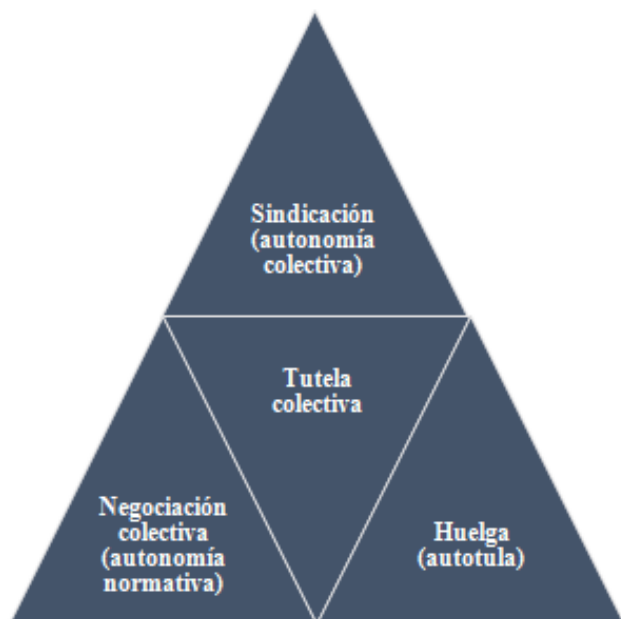 Sindicación
(autonomía
colectiva)
Tutela
colectiva
Negociación
colectiva
(autonomía
normativa)
Huelga
(autotula)